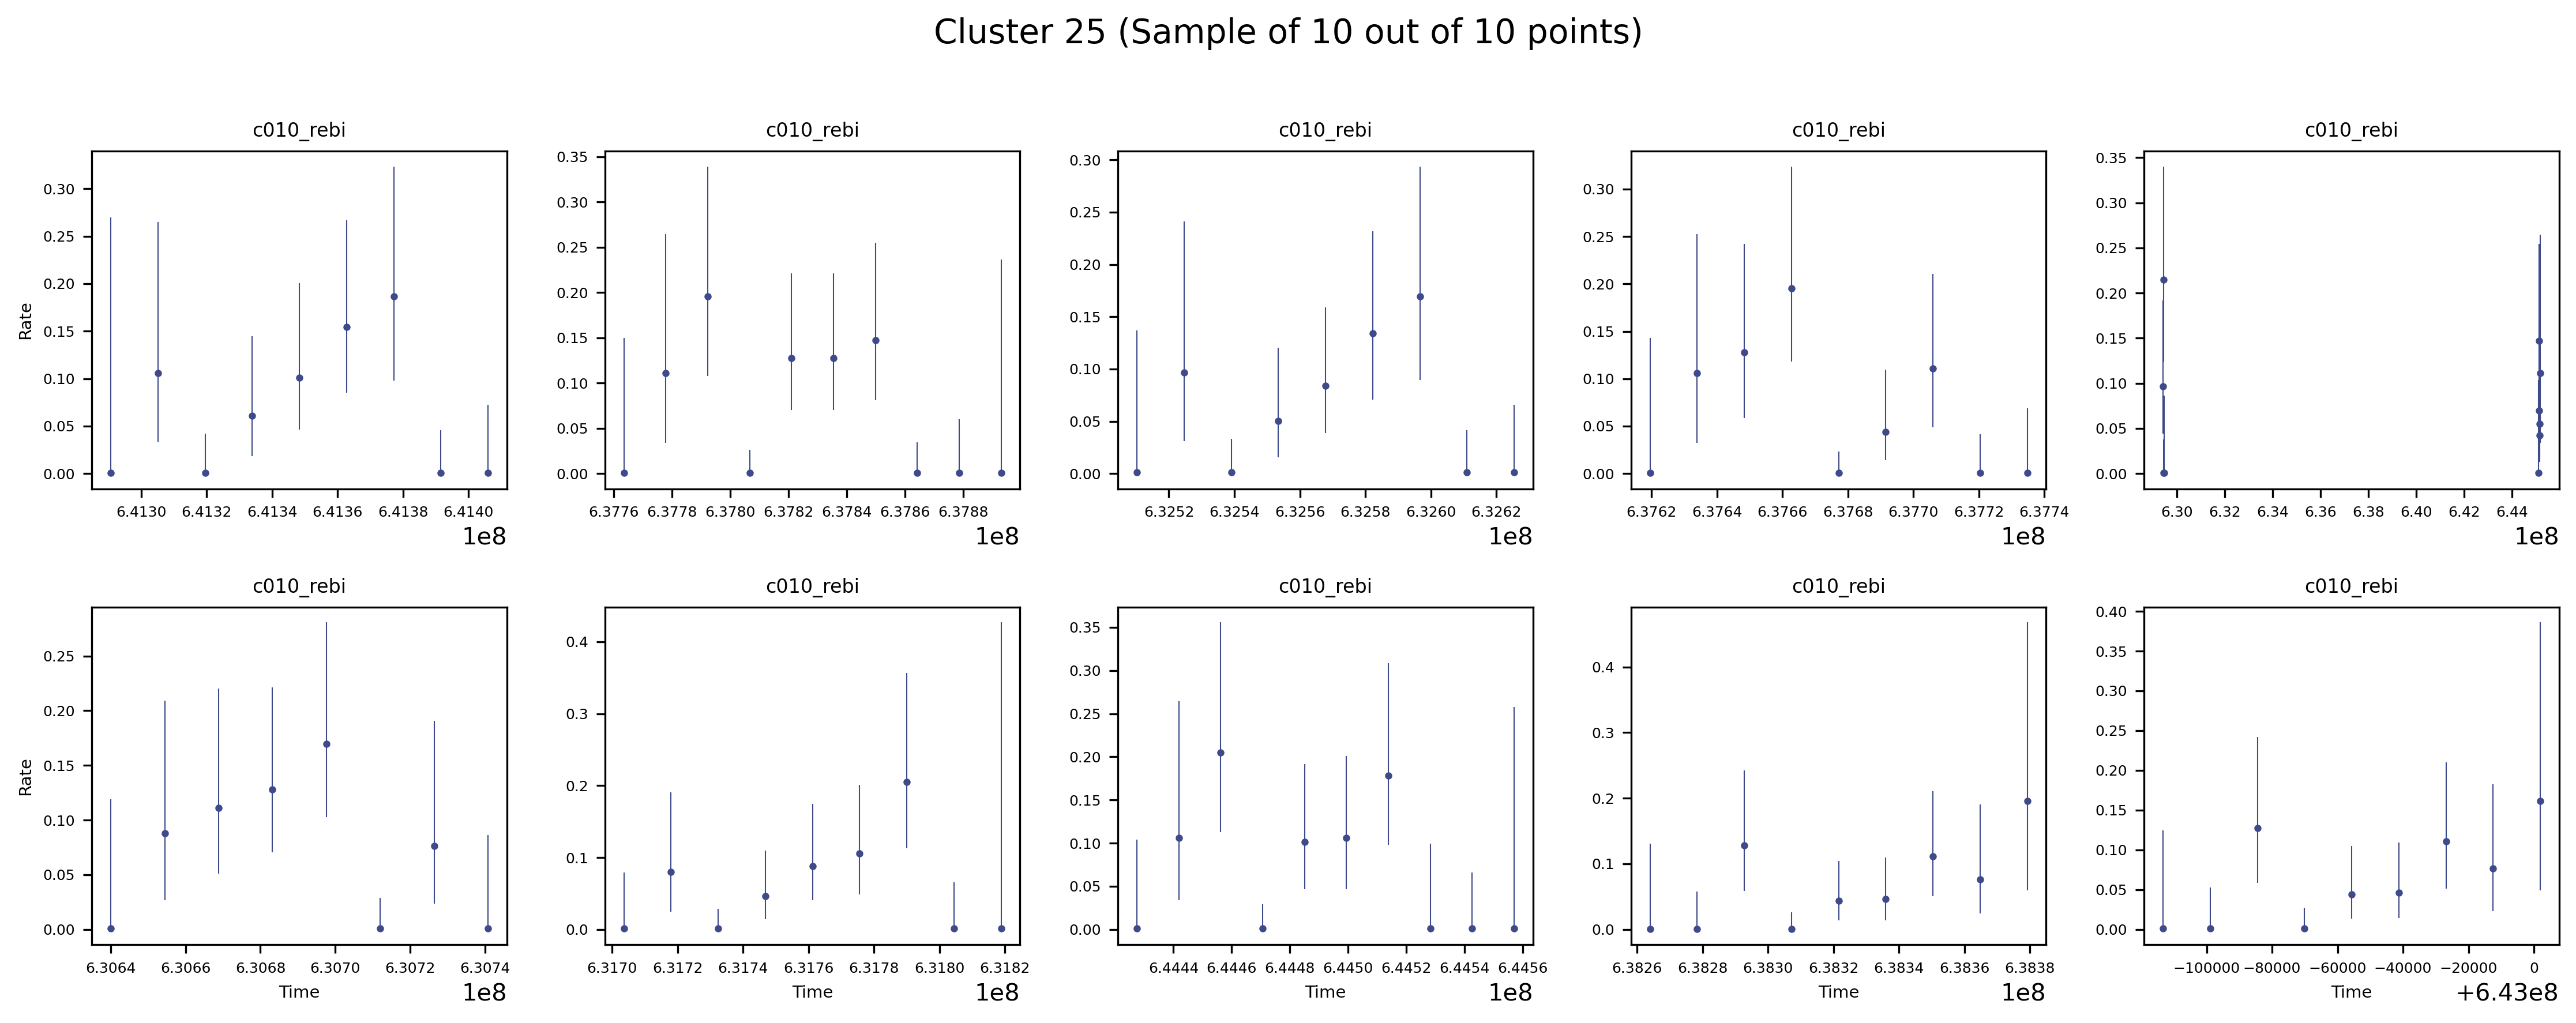 Cluster 25 (Sample of 10 out of 10 points)
c010_rebi c010_rebi c010_rebi c010_rebi c010_rebi
Rate
0.30 0.25 0.20 0.15 0.10 0.05 0.00
6.4130 6.4132 6.4134 6.4136 6.4138 6.4140
1e8
0.35 0.30 0.25 0.20 0.15 0.10 0.05 0.00
6.3776 6.3778 6.3780 6.3782 6.3784 6.3786 6.3788
1e8
0.30 0.25 0.20 0.15 0.10 0.05 0.00
6.3252 6.3254 6.3256 6.3258 6.3260 6.3262
1e8
0.30 0.25 0.20 0.15 0.10 0.05 0.00
6.3762 6.3764 6.3766 6.3768 6.3770 6.3772 6.3774
1e8
0.35 0.30 0.25 0.20 0.15 0.10 0.05 0.00
6.30 6.32 6.34 6.36 6.38 6.40 6.42 6.44
1e8
c010_rebi c010_rebi c010_rebi c010_rebi c010_rebi
Rate
0.25 0.20 0.15 0.10 0.05 0.00
6.3064 6.3066 6.3068 6.3070 6.3072 6.3074
Time 1e8
0.4 0.3 0.2 0.1 0.0
6.3170 6.3172 6.3174 6.3176 6.3178 6.3180 6.3182
Time 1e8
0.35 0.30 0.25 0.20 0.15 0.10 0.05 0.00
6.4444 6.4446 6.4448 6.4450 6.4452 6.4454 6.4456
Time 1e8
0.4 0.3 0.2 0.1 0.0
6.3826 6.3828 6.3830 6.3832 6.3834 6.3836 6.3838
Time 1e8
0.40 0.35 0.30 0.25 0.20 0.15 0.10 0.05 0.00
−100000 −80000 −60000 −40000 −20000 0
Time +6.43e8